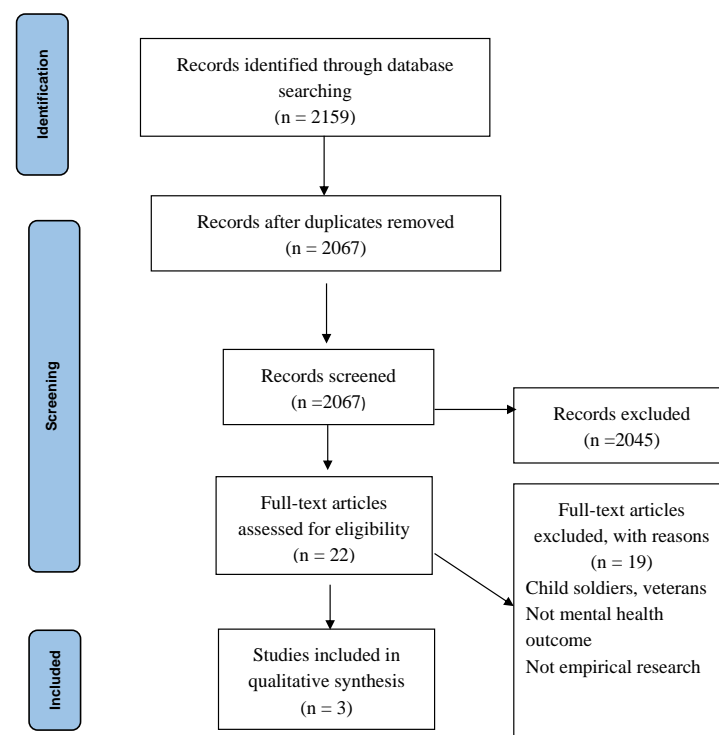 Identification
Records identified through database
searching
(n = 2159)
Records after duplicates removed
(n = 2067)
Screening
Records screened
(n =2067)
Records excluded
(n =2045)
Full-text articles
assessed for eligibility
(n = 22)
Full-text articles
excluded, with reasons
(n = 19)
Child soldiers, veterans
Not mental health
outcome
Not empirical research
Included
Studies included in
qualitative synthesis
(n = 3)